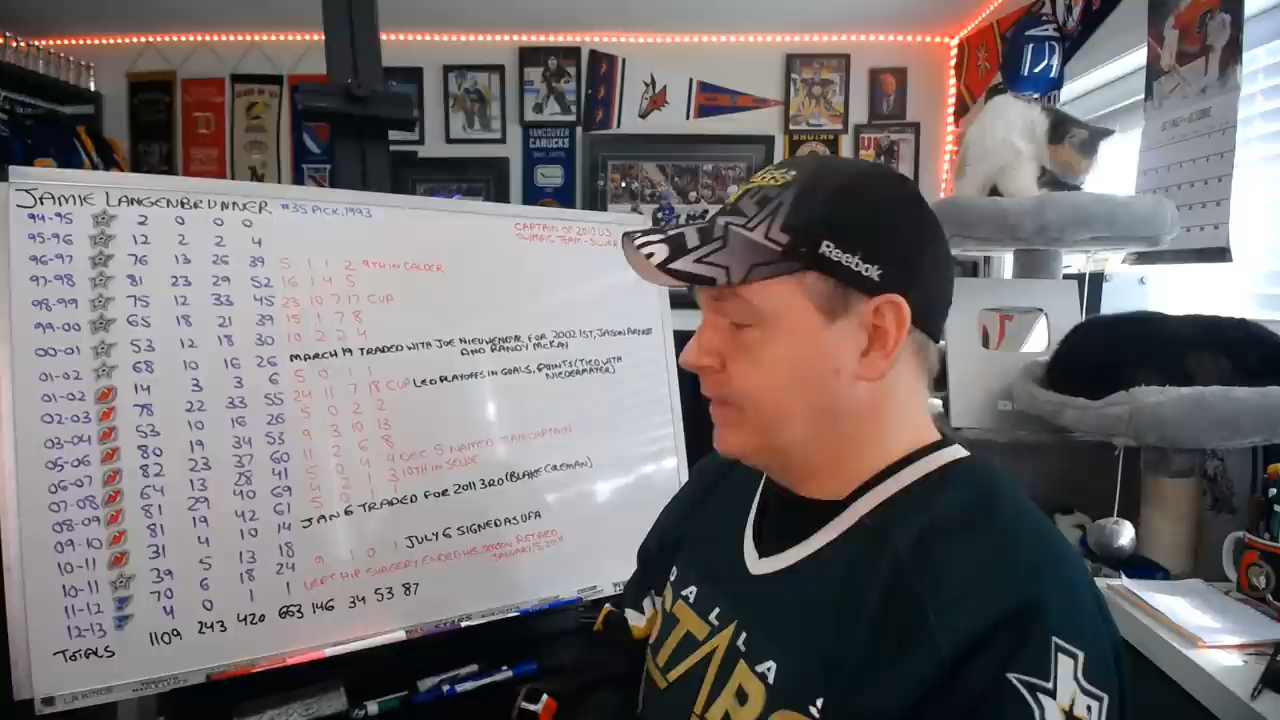 JAMIE LANGENBRUNNER #35 PICK, 1993
CAPTAIN OF 2010 US
OLYMPIC TEAM - SILVER
94-95 2 0 0 0
95-96 12 2 2 4
96-97 76 13 26 39 5 1 1 2 9TH IN CALDER
97-98 81 23 29 52 16 1 4 5
98-99 75 12 33 45 23 10 7 17 CUP
99-00 65 18 21 39 15 1 7 8
00-01 53 12 18 30 10 2 2 4
MARCH 19 TRADED WITH JOE NIEUWENDYK FOR 2002 1ST, JASON ARNOTT
AND RANDY MCKAY
01-02 68 10 16 26
01-02 14 3 3 6 5 0 1 1
02-03 78 22 33 55 24 11 7 18 CUP LED PLAYOFFS IN GOALS, POINTS (TIED WITH
NIEDERMAYER)
03-04 53 10 16 26 5 0 2 2
05-06 80 19 34 53 9 3 10 13
06-07 82 23 37 60 11 2 6 8
07-08 64 13 28 41 5 0 4 4 DEC 5 NAMED CAPTAIN
08-09 81 29 40 69 4 2 1 3 10TH IN SELKE
09-10 81 19 42 61 5 0 1 1
10-11 31 4 10 14 JAN 6 TRADED FOR 2011 3RD (BLAKE COLEMAN)
10-11 39 5 13 18
11-12 70 6 18 24 9 1 0 1 JULY 6 SIGNED AS UFA
12-13 4 0 1 1 LEFT HIP SURGERY ENDED HIS SEASON RETIRED
TOTALS 1109 243 420 663 146 34 53 87
Reebok
DALLAS
STARS
VANCOUVER
CANUCKS
BRUINS
LA KINGS
STARS